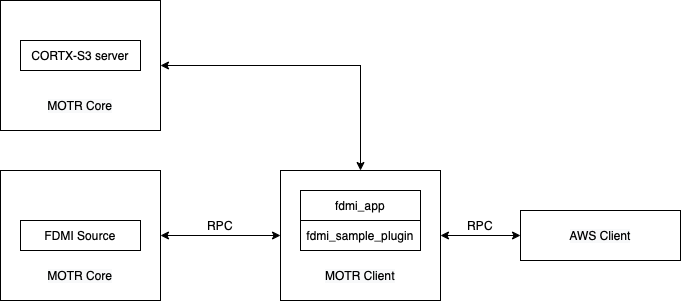 CORTX-S3 server
MOTR Core
fdmi_app
FDMI Source
RPC
fdmi_sample_plugin
RPC
AWS Client
MOTR Core
MOTR Client